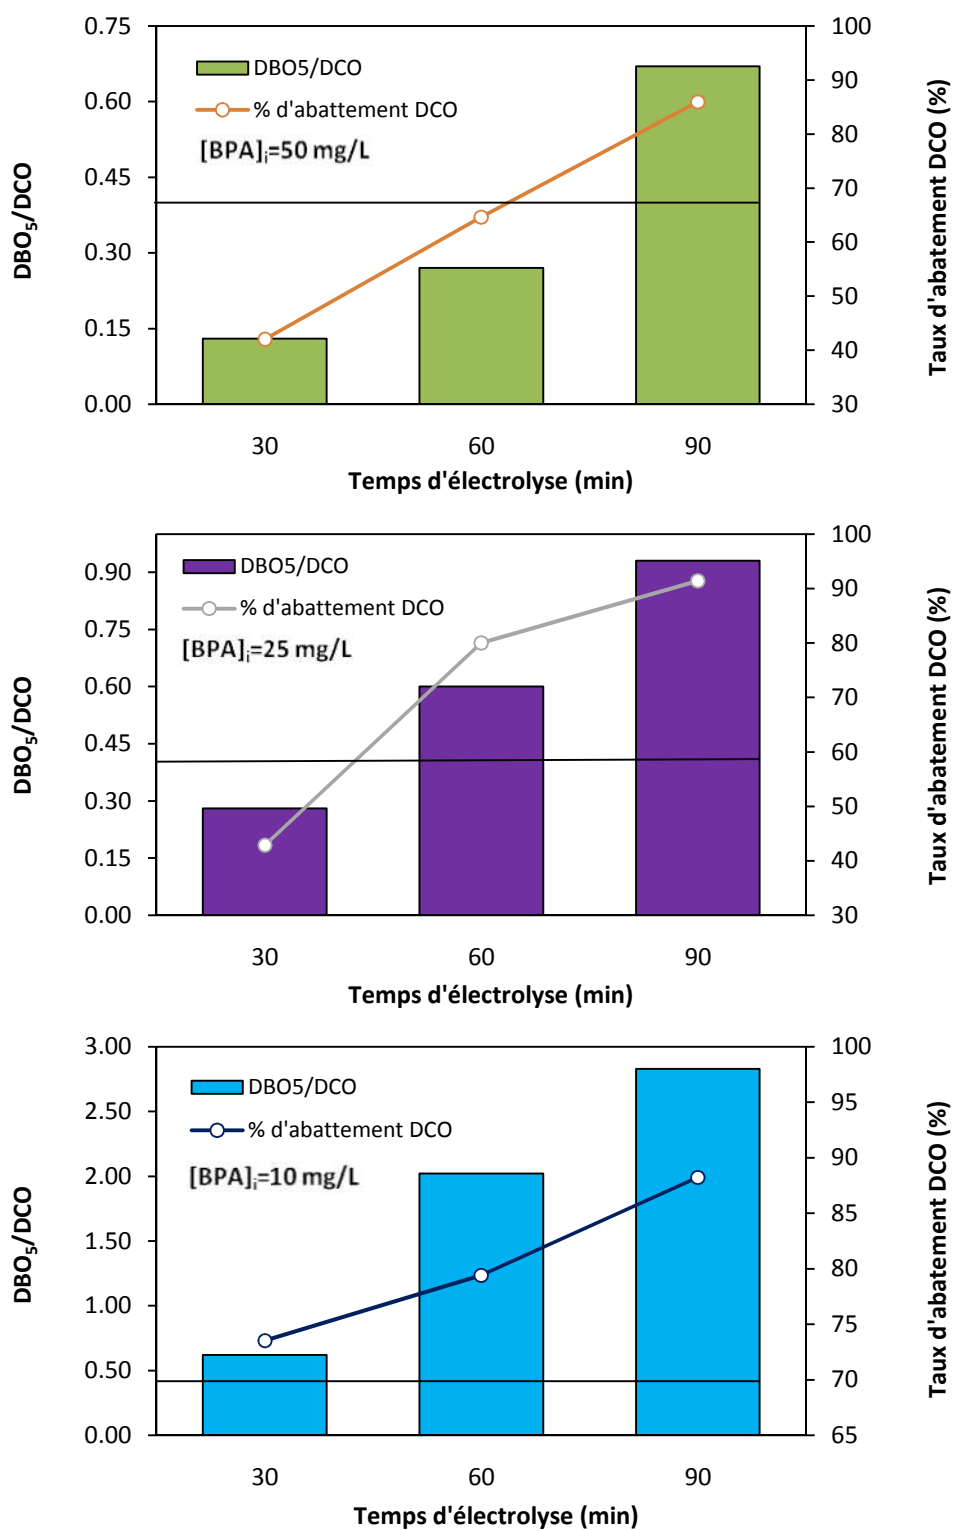 0.75
0.60
0.45
0.30
0.15
0.00
DBO5/DCO
DBO5/DCO
% d'abattement DCO
[BPA]i=50 mg/L
100
90
80
70
60
50
40
30
Taux d'abatement DCO (%)
30 60 90
Temps d'électrolyse (min)
0.90
0.75
0.60
0.45
0.30
0.15
0.00
DBO5/DCO
DBO5/DCO
% d'abattement DCO
[BPA]i=25 mg/L
100
90
80
70
60
50
40
30
Taux d'abatement DCO (%)
30 60 90
Temps d'électrolyse (min)
3.00
2.50
2.00
1.50
1.00
0.50
0.00
DBO5/DCO
DBO5/DCO
% d'abattement DCO
[BPA]i=10 mg/L
100
95
90
85
80
75
70
65
Taux d'abatement DCO (%)
30 60 90
Temps d'électrolyse (min)